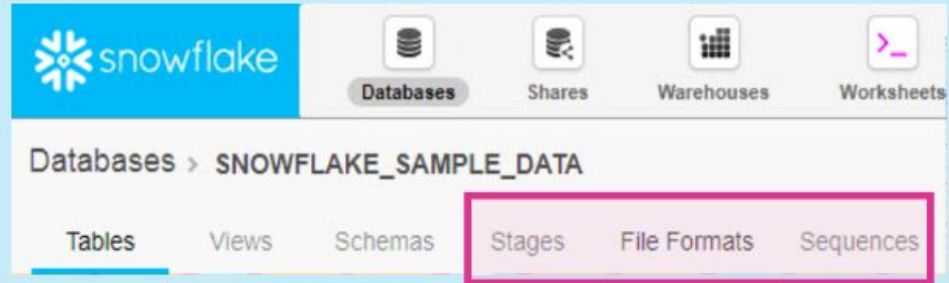 snowflake
Databases Shares Warehouses Worksheets
Databases > SNOWFLAKE_SAMPLE_DATA
Tables Views Schemas Stages File Formats Sequences